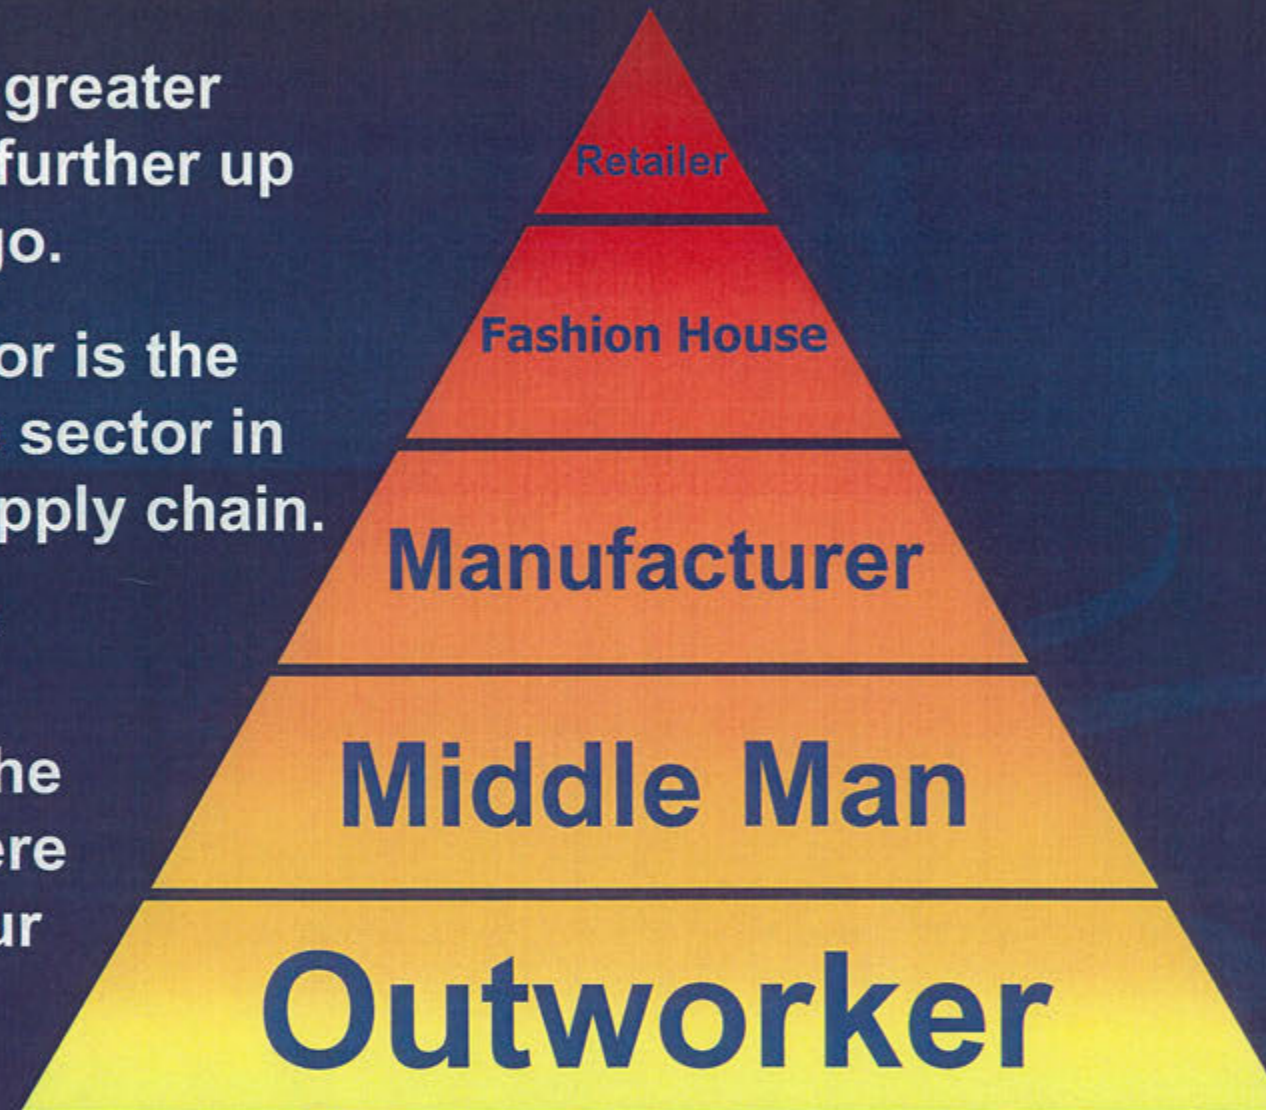 greater
further up
go.
or is the
sector in
pply chain.
he
ere
ur
Retailer
Fashion House
Manufacturer
Middle Man
Outworker